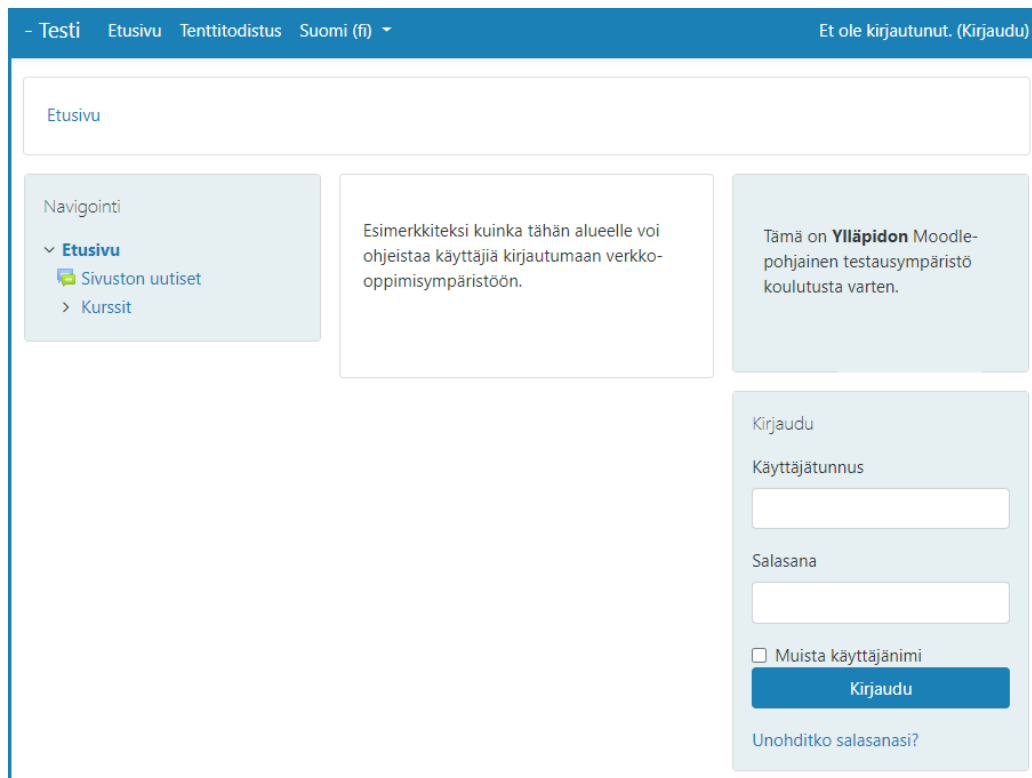 - Testi Etusivu Tenttitodistus Suomi (fi) Et ole kirjautunut. (Kirjaudu)
Etusivu
Navigointi
Etusivu
Sivuston uutiset
Kurssit
Esimerkkiteksi kuinka tähän alueelle voi
ohjeistaa käyttäjiä kirjautumaan verkko-
oppimisympäristöön.
Tämä on Ylläpidon Moodle-
pohjainen testausympäristö
koulutusta varten.
Kirjaudu
Käyttäjätunnus
Salasana
Muista käyttäjänimi
Kirjaudu
Unohditko salasanasi?